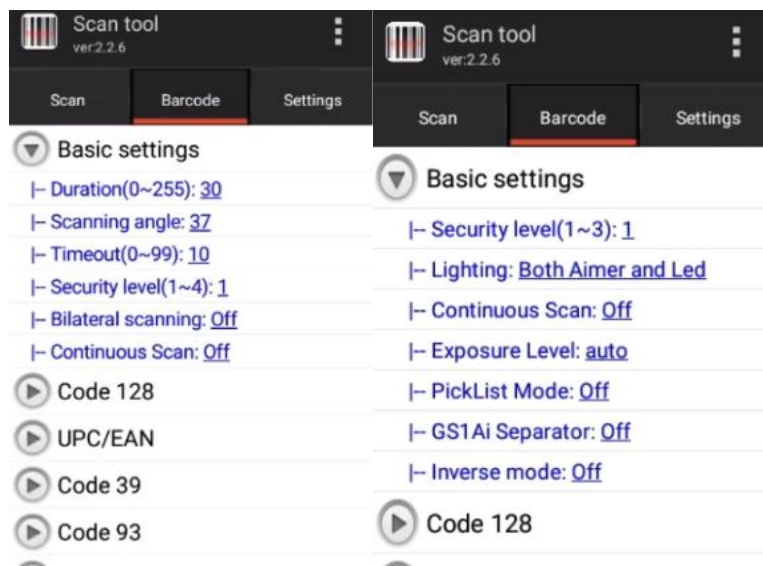 Scan tool
ver:2.2.6
Scan Barcode Settings
Basic settings
|-- Duration(0~255): 30
|-- Scanning angle: 37
|-- Timeout(0~99): 10
|-- Security level(1~4): 1
|-- Bilateral scanning: Off
|-- Continuous Scan: Off
Code 128
UPC/EAN
Code 39
Code 93
Scan tool
ver:2.2.6
Scan Barcode Settings
Basic settings
|-- Security level(1~3): 1
|-- Lighting: Both Aimer and Led
|-- Continuous Scan: Off
|-- Exposure Level: auto
|-- PickList Mode: Off
|-- GS1Ai Separator: Off
|-- Inverse mode: Off
Code 128